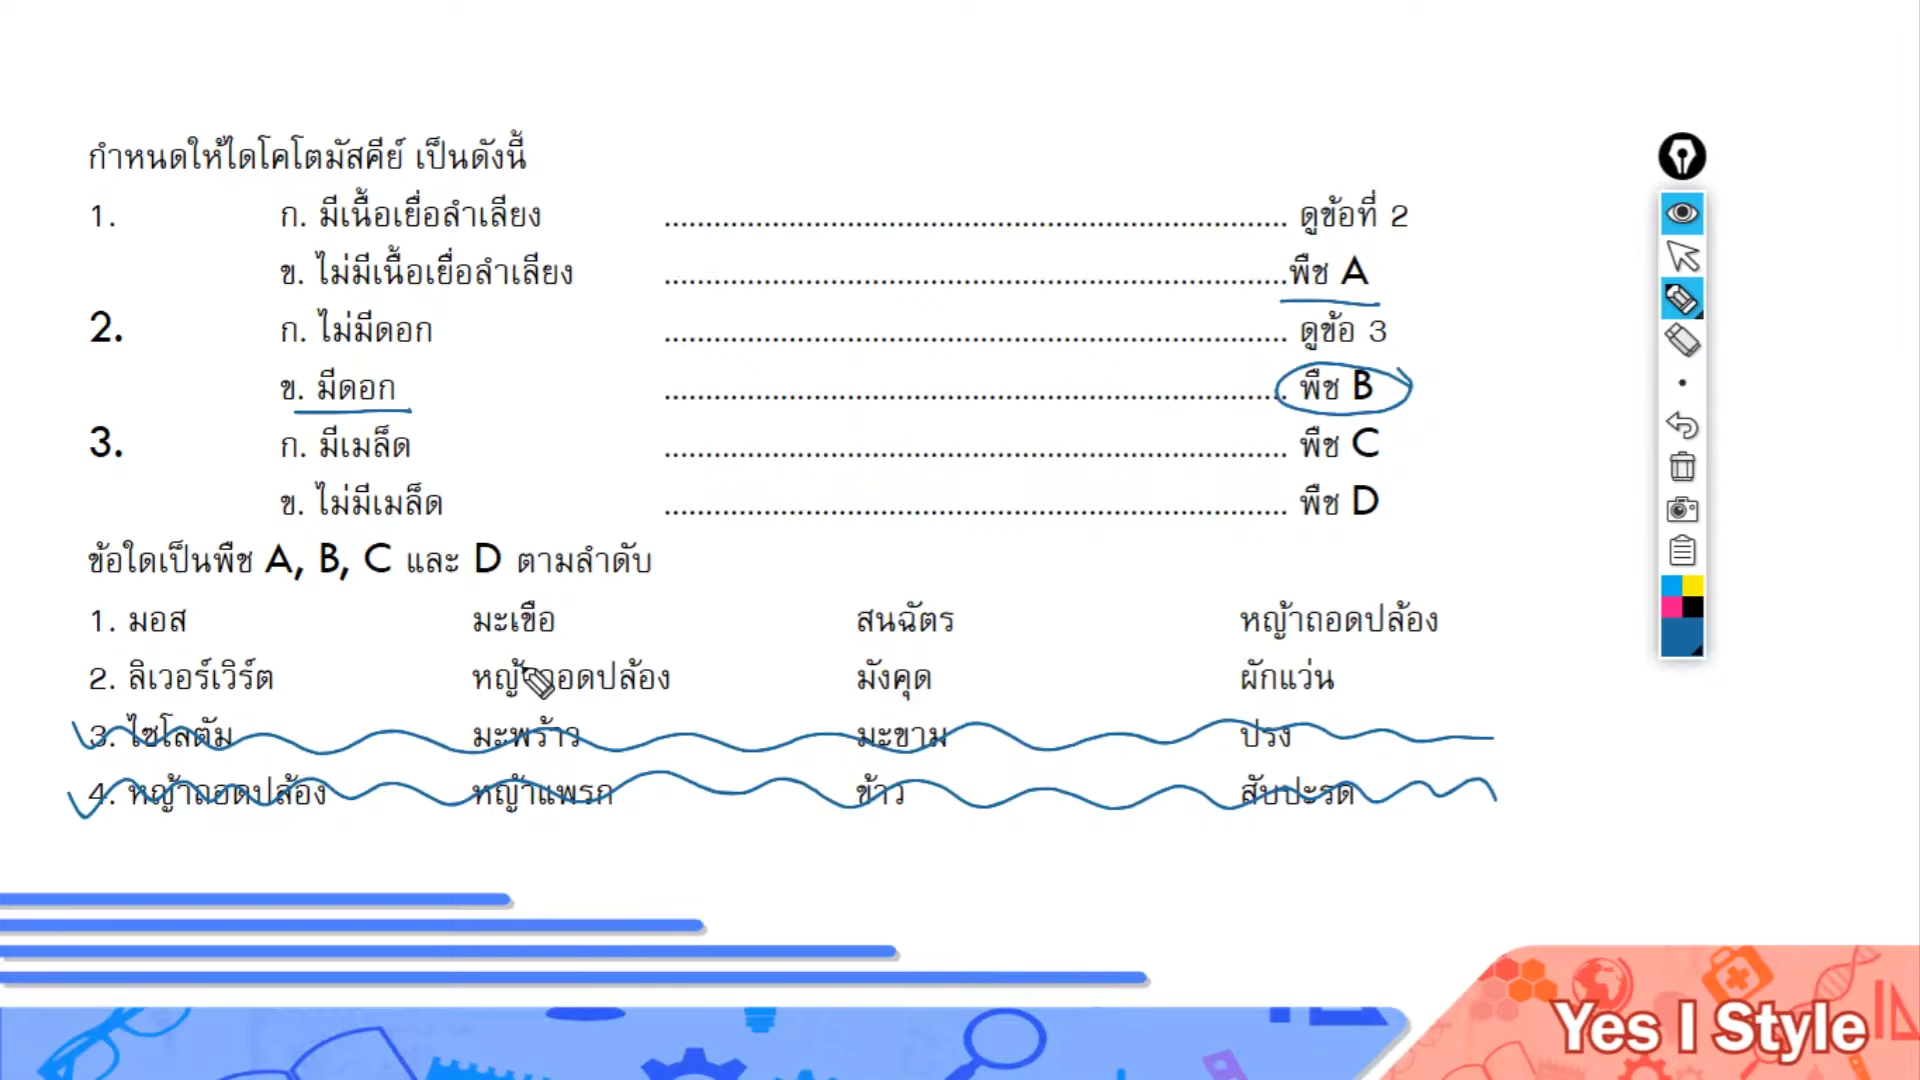 กำหนดให้ไดโคโตมัสคีย์ เป็นดังนี้
1. ก. มีเนื้อเยื่อลำเลียง ........................................................................ ดูข้อที่ 2
ข. ไม่มีเนื้อเยื่อลำเลียง ........................................................................พืช A
2. ก. ไม่มีดอก ........................................................................ ดูข้อ 3
ข. มีดอก ........................................................................ พืช B
3. ก. มีเมล็ด ........................................................................ พืช C
ข. ไม่มีเมล็ด ........................................................................ พืช D
ข้อใดเป็นพืช A, B, C และ D ตามลำดับ
1. มอส มะเขือ สนฉัตร หญ้าถอดปล้อง
2. ลิเวอร์เวิร์ต หญ้าถอดปล้อง มังคุด ผักแว่น
3. ไซโลตัม มะพร้าว มะขาม ปรง
4. หญ้าถอดปล้อง หญ้าแพรก ข้าว สับปะรด
Yes I Style